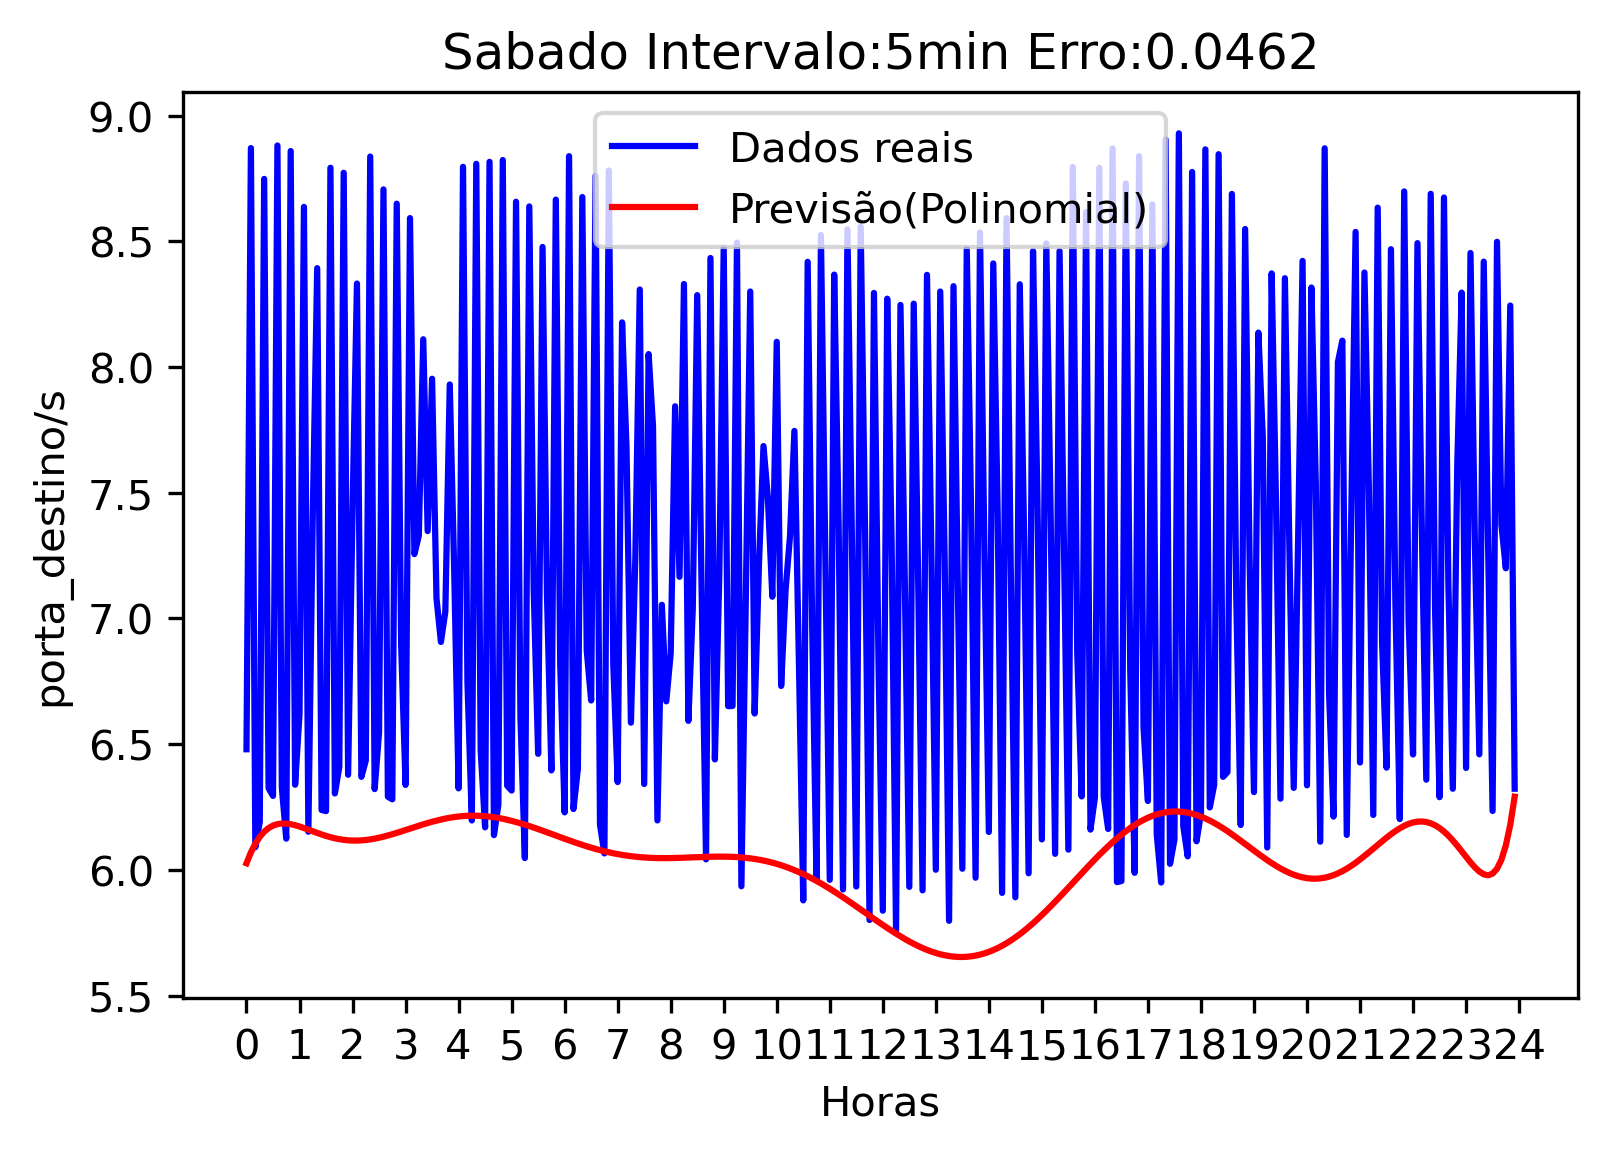 Sabado Intervalo:5min Erro:0.0462
Dados reais
Previsão(Polinomial)
9.0
8.5
8.0
7.5
7.0
6.5
6.0
5.5
porta_destino/s
0 1 2 3 4 5 6 7 8 9 10 11 12 13 14 15 16 17 18 19 20 21 22 23 24
Horas